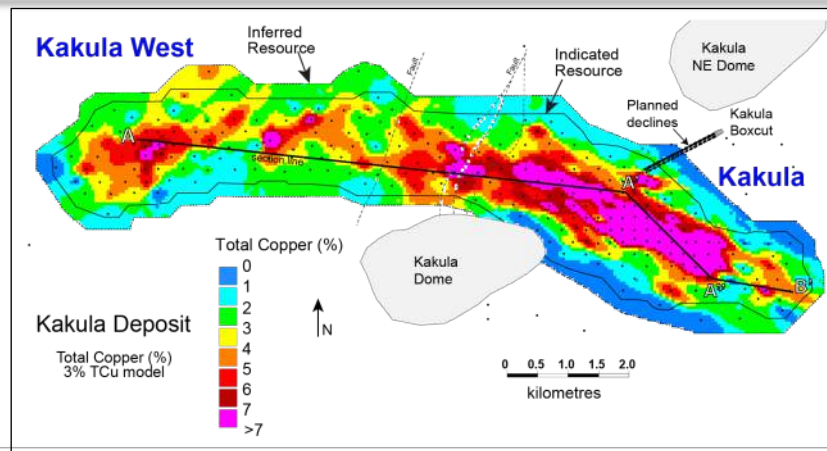 Kakula West
Inferred
Resource
Fault
Fault
Indicated
Resource
Kakula
NE Dome
Planned
declines
Kakula
Boxcut
Kakula
A
section line
A'
A"
B'
Kakula
Dome
Total Copper (%)
0
1
2
3
4
5
6
7
>7
Kakula Deposit
Total Copper (%)
3% TCu model
N
0 0.5 1.0 1.5 2.0
kilometres